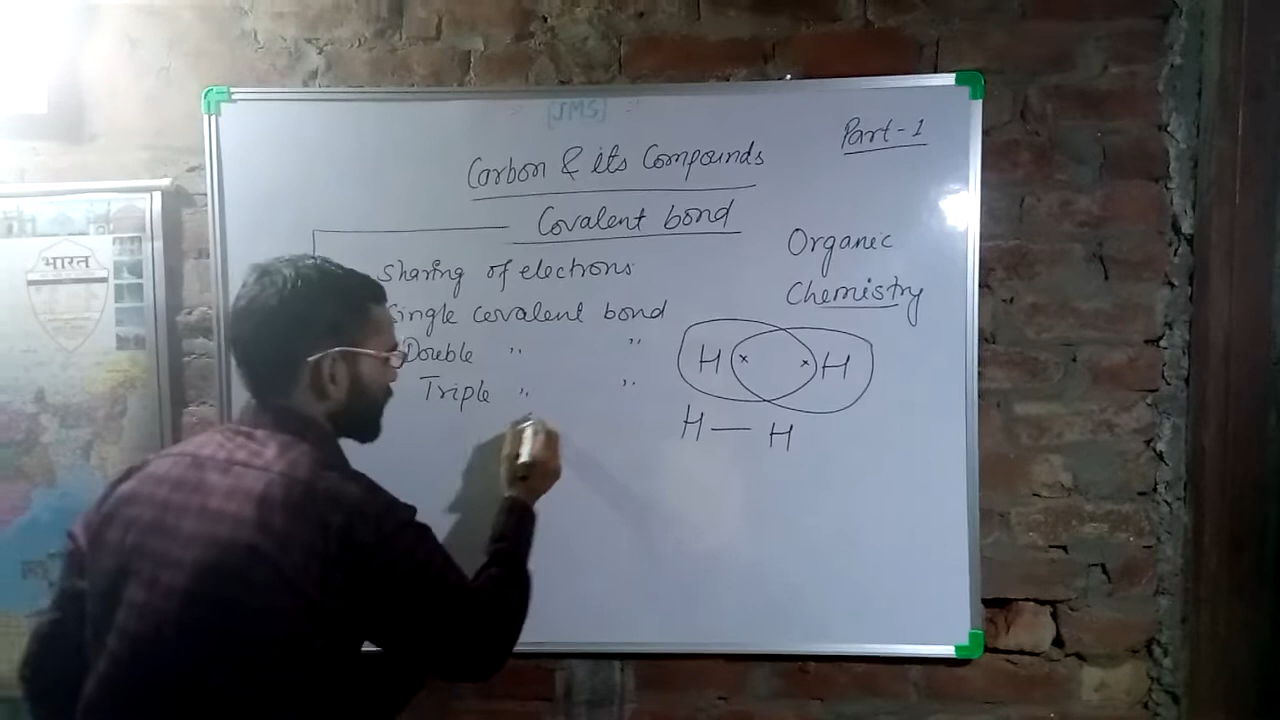 [JMS]
Part-1
Carbon & its Compounds
Covalent bond
Organic
Chemistry
Sharing of electrons
Single covalent bond
Double " "
Triple " "
H × × H
H — H
भारत